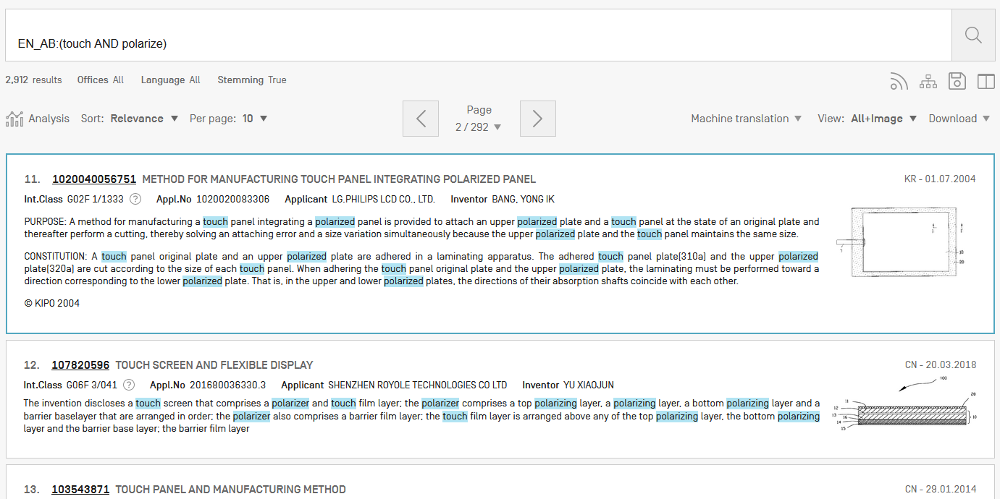 EN_AB:(touch AND polarize)
2,912 results Offices All Language All Stemming True
Analysis Sort: Relevance Per page: 10 Page 2 / 292 Machine translation View: All+Image Download
11. 1020040056751 METHOD FOR MANUFACTURING TOUCH PANEL INTEGRATING POLARIZED PANEL KR - 01.07.2004
Int.Class G02F 1/1333 ? Appl.No 1020020083306 Applicant LG.PHILIPS LCD CO., LTD. Inventor BANG, YONG IK
PURPOSE: A method for manufacturing a touch panel integrating a polarized panel is provided to attach an upper polarized plate and a touch panel at the state of an original plate and
thereafter perform a cutting, thereby solving an attaching error and a size variation simultaneously because the upper polarized plate and the touch panel maintains the same size.
CONSTITUTION: A touch panel original plate and an upper polarized plate are adhered in a laminating apparatus. The adhered touch panel plate(310a) and the upper polarized
plate(320a) are cut according to the size of each touch panel. When adhering the touch panel original plate and the upper polarized plate, the laminating must be performed toward a
direction corresponding to the lower polarized plate. That is, in the upper and lower polarized plates, the directions of their absorption shafts coincide with each other.
© KIPO 2004
10
20
12. 107820596 TOUCH SCREEN AND FLEXIBLE DISPLAY CN - 20.03.2018
Int.Class G06F 3/041 ? Appl.No 201680036330.3 Applicant SHENZHEN ROYOLE TECHNOLOGIES CO LTD Inventor YU XIAOJUN
The invention discloses a touch screen that comprises a polarizer and touch film layer; the polarizer comprises a top polarizing layer, a polarizing layer, a bottom polarizing layer and a
barrier baselayer that are arranged in order; the polarizer also comprises a barrier film layer; the touch film layer is arranged above any of the top polarizing layer, the bottom polarizing
layer and the barrier base layer; the barrier film layer
100
20
11
12
13
16
14
15
10
13. 103543871 TOUCH PANEL AND MANUFACTURING METHOD CN - 29.01.2014